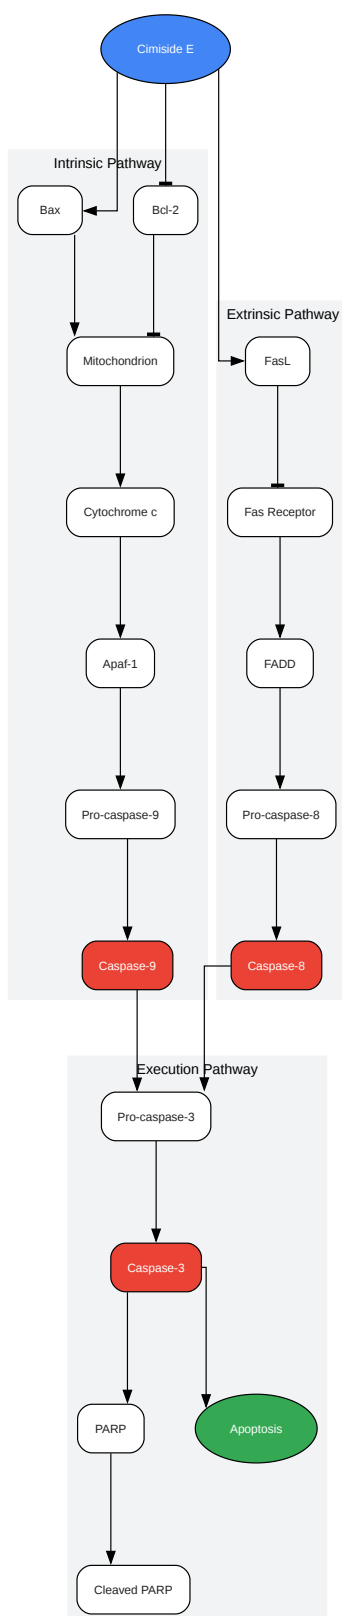 Cimiside E
Intrinsic Pathway
Bax
Bcl-2
Extrinsic Pathway
Mitochondrion
FasL
Cytochrome c
Fas Receptor
Apaf-1
FADD
Pro-caspase-9
Pro-caspase-8
Caspase-9
Caspase-8
Execution Pathway
Pro-caspase-3
Caspase-3
PARP
Apoptosis
Cleaved PARP